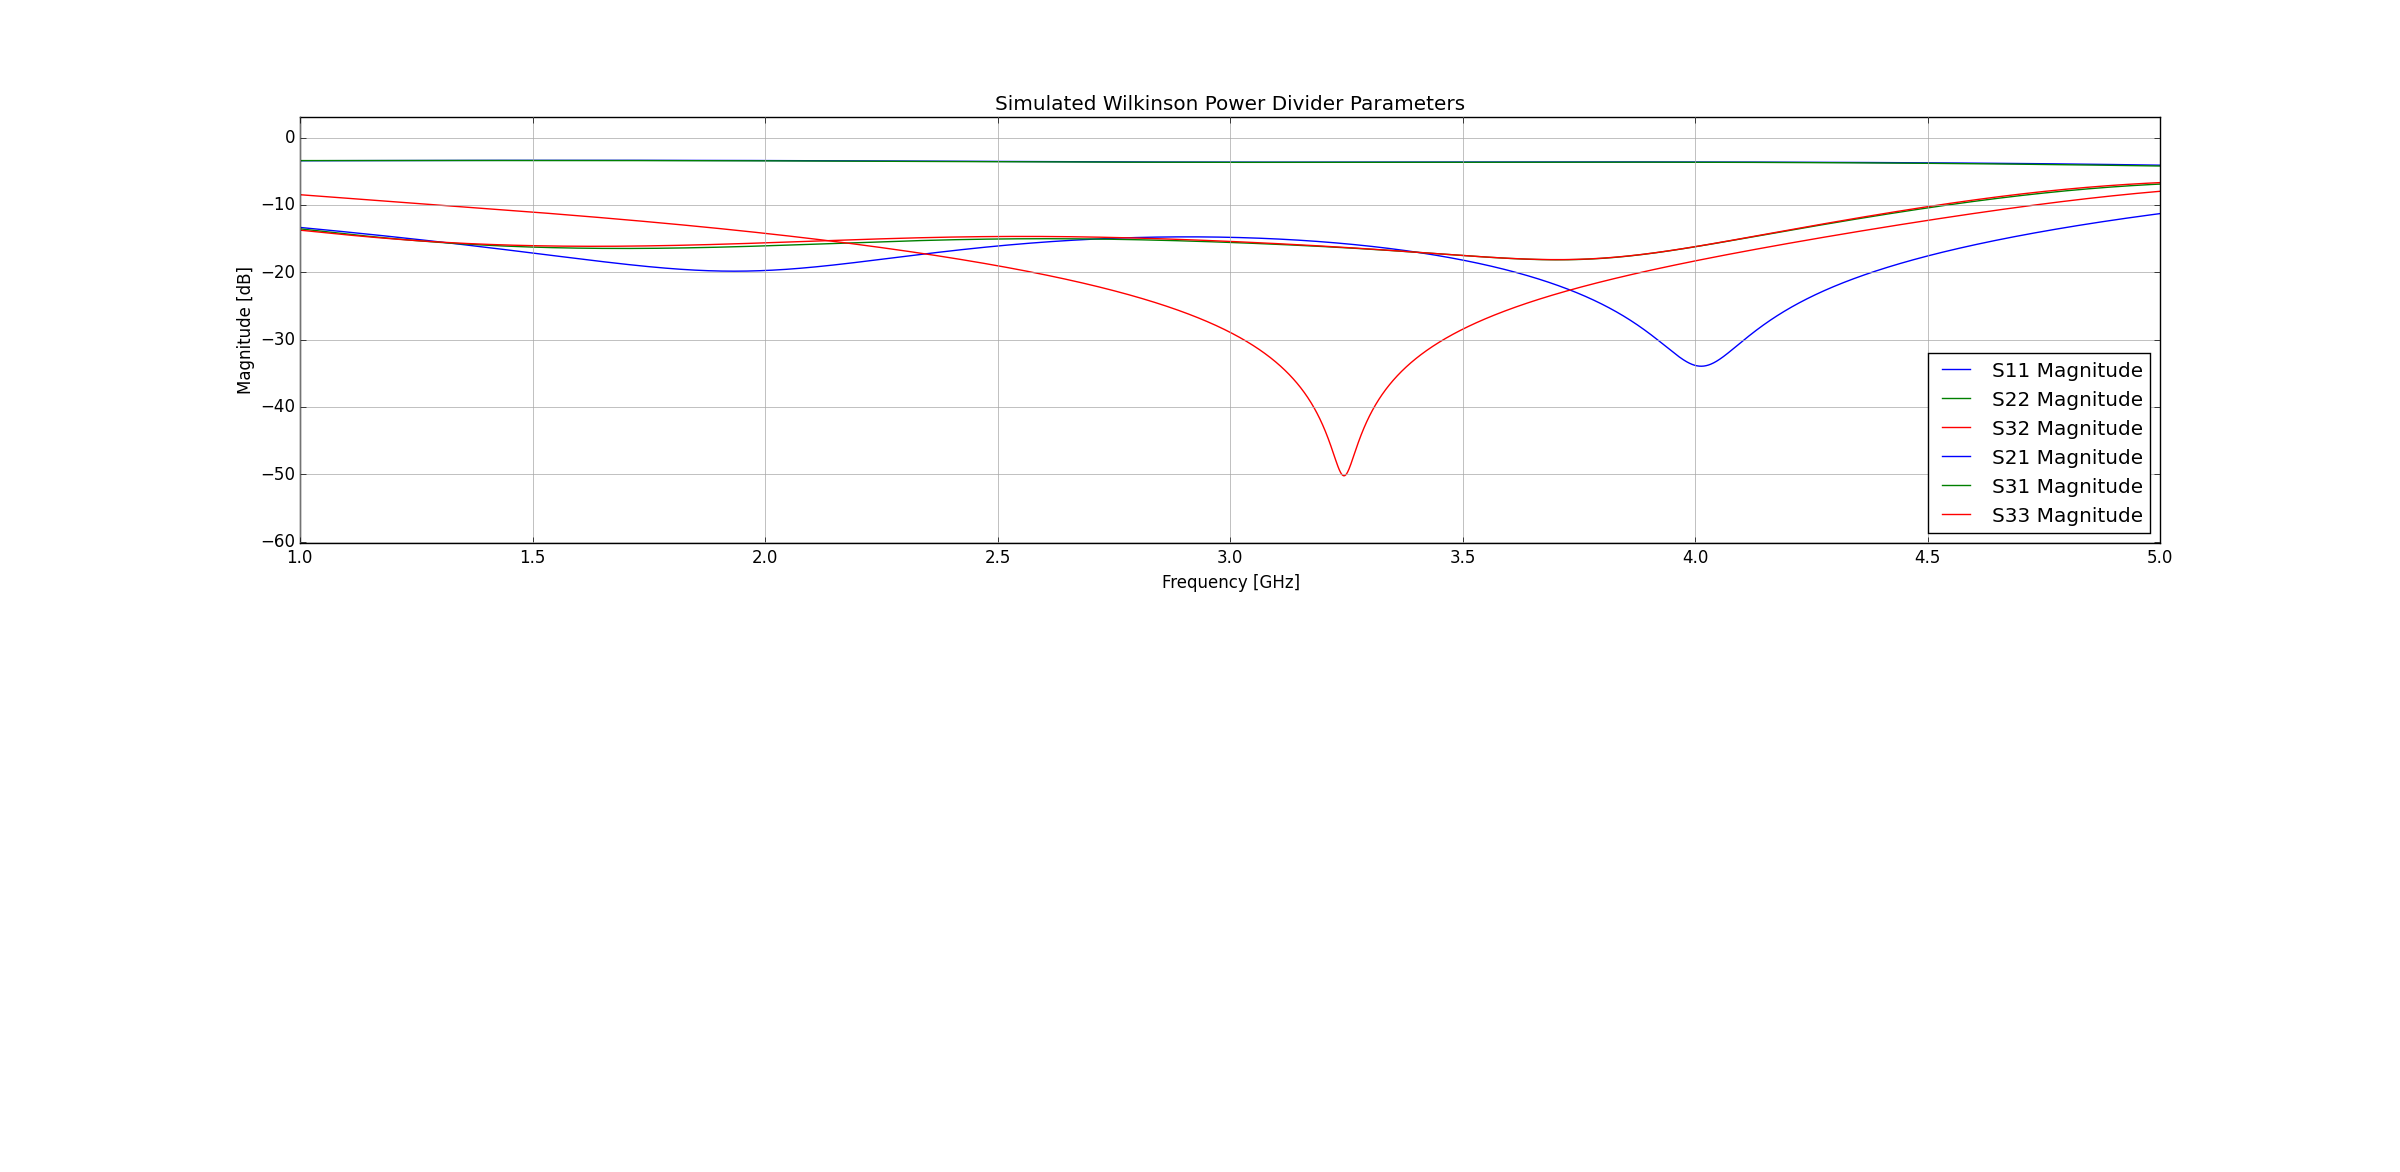 Simulated Wilkinson Power Divider Parameters
0
−10
−20
−30
−40
−50
−60
Magnitude [dB]
S11 Magnitude
S22 Magnitude
S32 Magnitude
S21 Magnitude
S31 Magnitude
S33 Magnitude
1.0 1.5 2.0 2.5 3.0 3.5 4.0 4.5 5.0
Frequency [GHz]